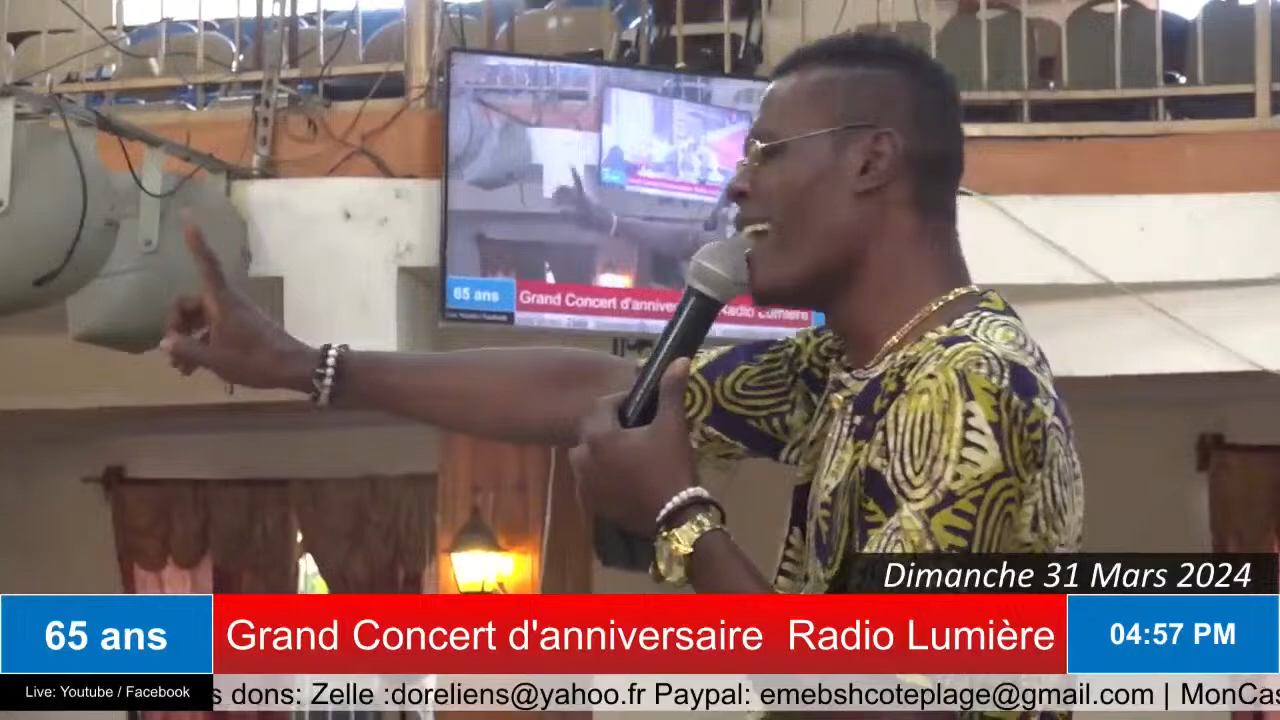 65 ans
Grand Concert d'anniver
Radio Lumière
Dimanche 31 Mars 2024
65 ans
Grand Concert d'anniversaire Radio Lumière
04:57 PM
Live: Youtube / Facebook
s dons: Zelle :doreliens@yahoo.fr Paypal: emebshcoteplage@gmail.com | MonCas